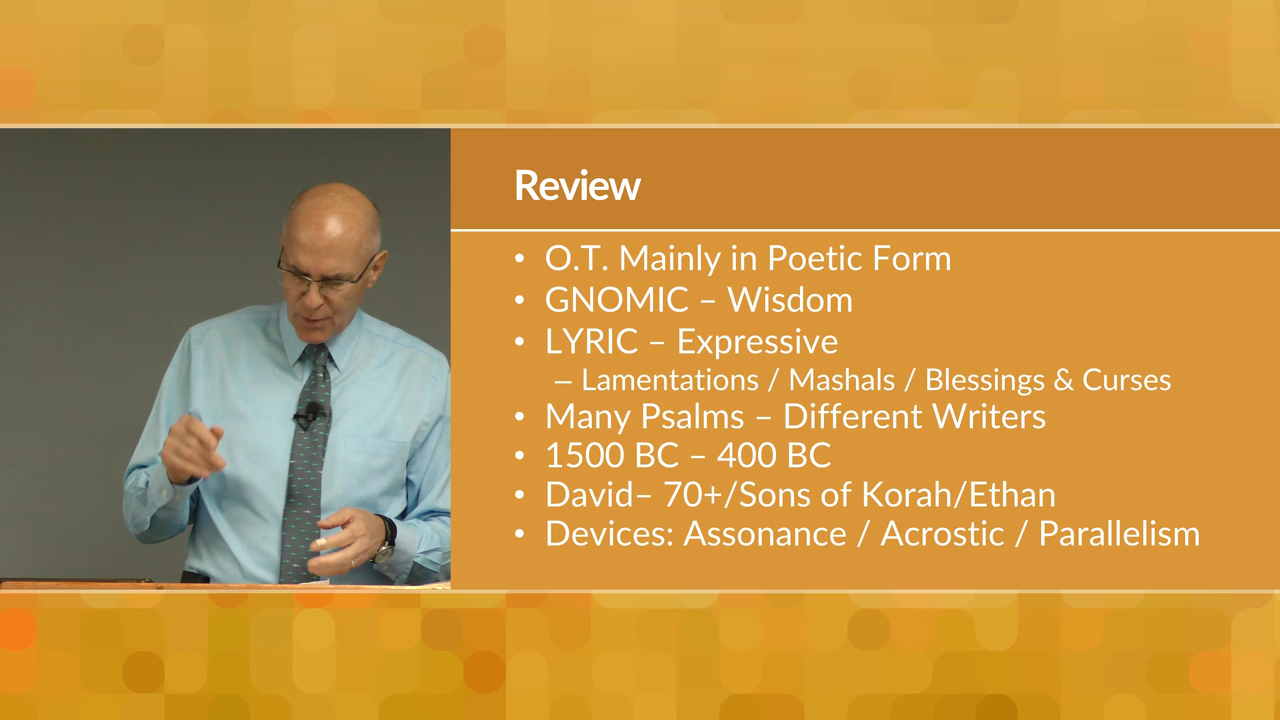 Review
• O.T. Mainly in Poetic Form
• GNOMIC – Wisdom
• LYRIC – Expressive
– Lamentations / Mashals / Blessings & Curses
• Many Psalms – Different Writers
• 1500 BC – 400 BC
• David– 70+/Sons of Korah/Ethan
• Devices: Assonance / Acrostic / Parallelism